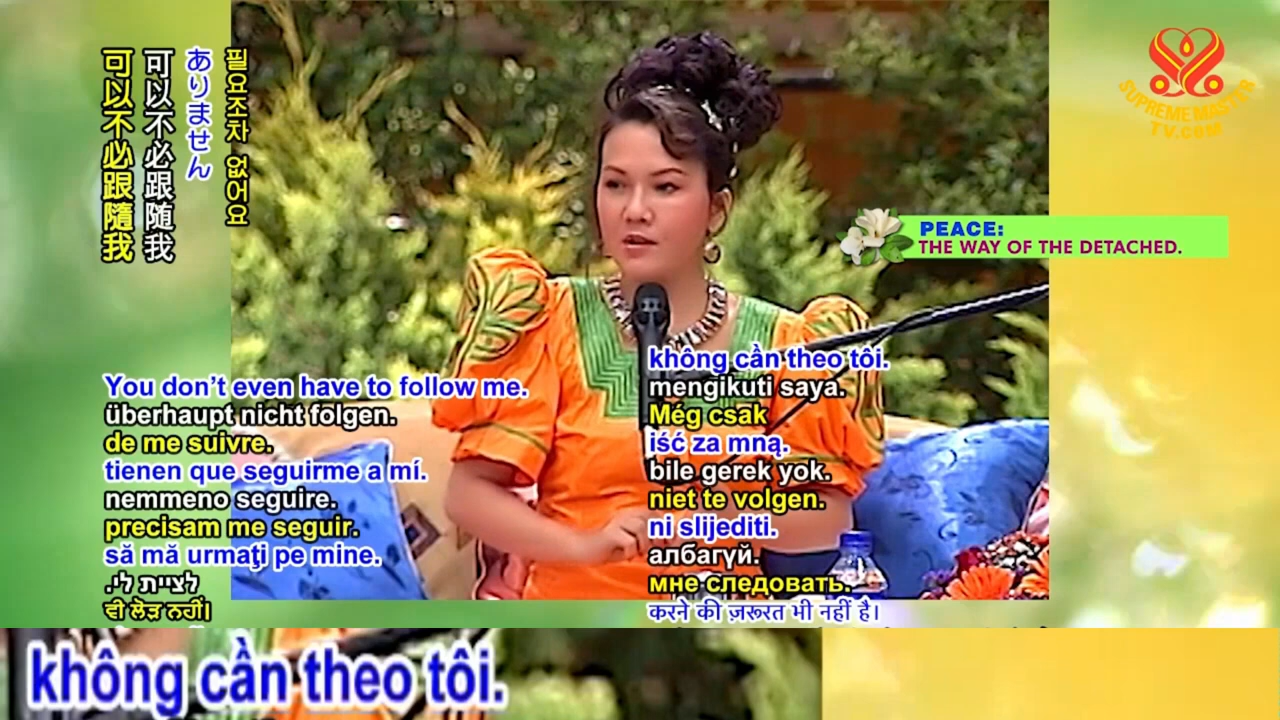 可以不必跟隨我
可以不必跟随我
ありません
필요조차 없어요
SUPREME MASTER
TV.COM
PEACE:
THE WAY OF THE DETACHED.
You don't even have to follow me.
überhaupt nicht folgen.
de me suivre.
tienen que seguirme a mí.
nemmeno seguire.
precisam me seguir.
să mă urmaţi pe mine.
לציית לי.
ਵੀ ਲੋੜ ਨਹੀਂ।
không cần theo tôi.
mengikuti saya.
Még csak
iść za mną.
bile gerek yok.
niet te volgen.
ni slijediti.
албагүй.
мне следовать.
करने की ज़रूरत भी नहीं है।
không cần theo tôi.